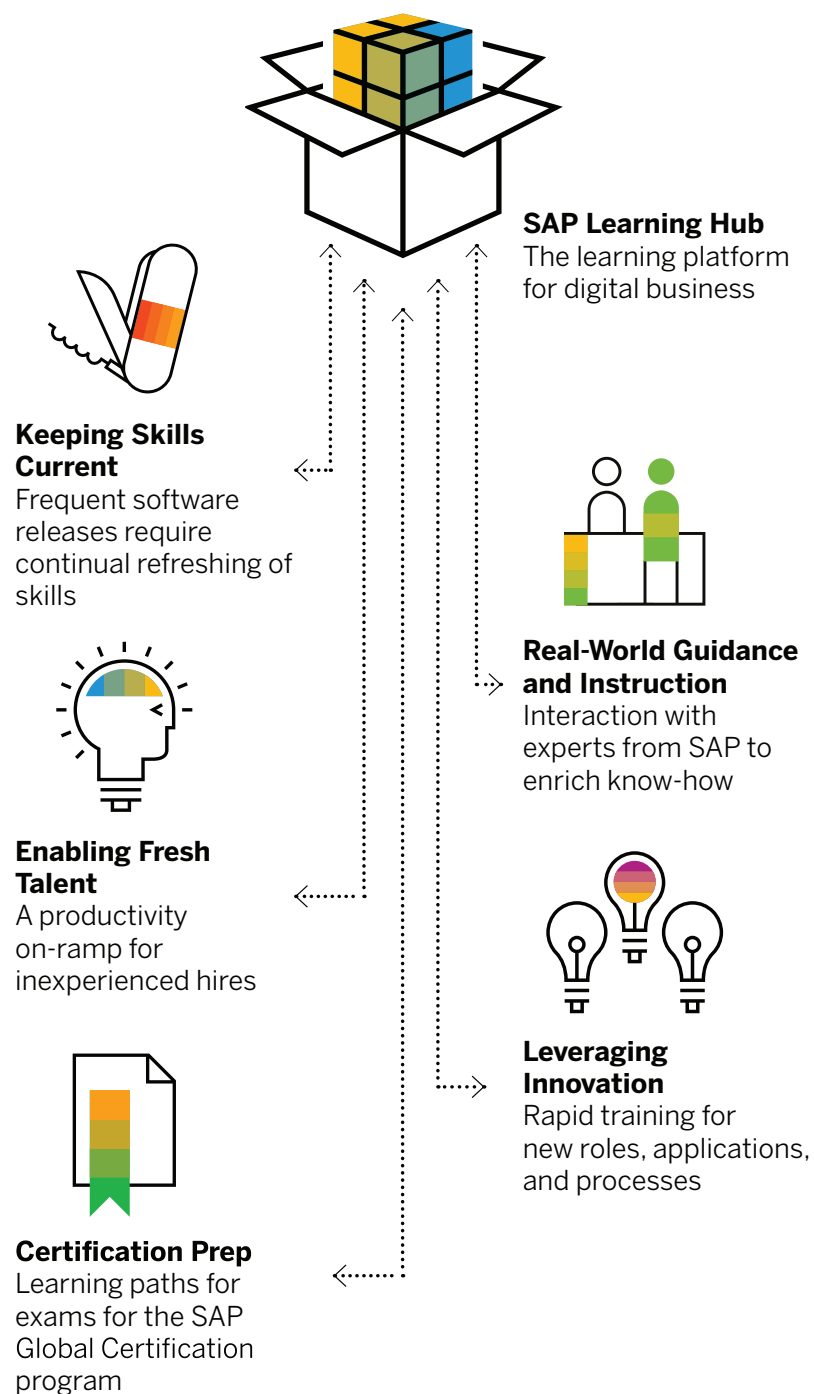 SAP Learning Hub
The learning platform
for digital business
Keeping Skills
Current
Frequent software
releases require
continual refreshing of
skills
Real-World Guidance
and Instruction
Interaction with
experts from SAP to
enrich know-how
Enabling Fresh
Talent
A productivity
on-ramp for
inexperienced hires
Leveraging
Innovation
Rapid training for
new roles, applications,
and processes
Certification Prep
Learning paths for
exams for the SAP
Global Certification
program